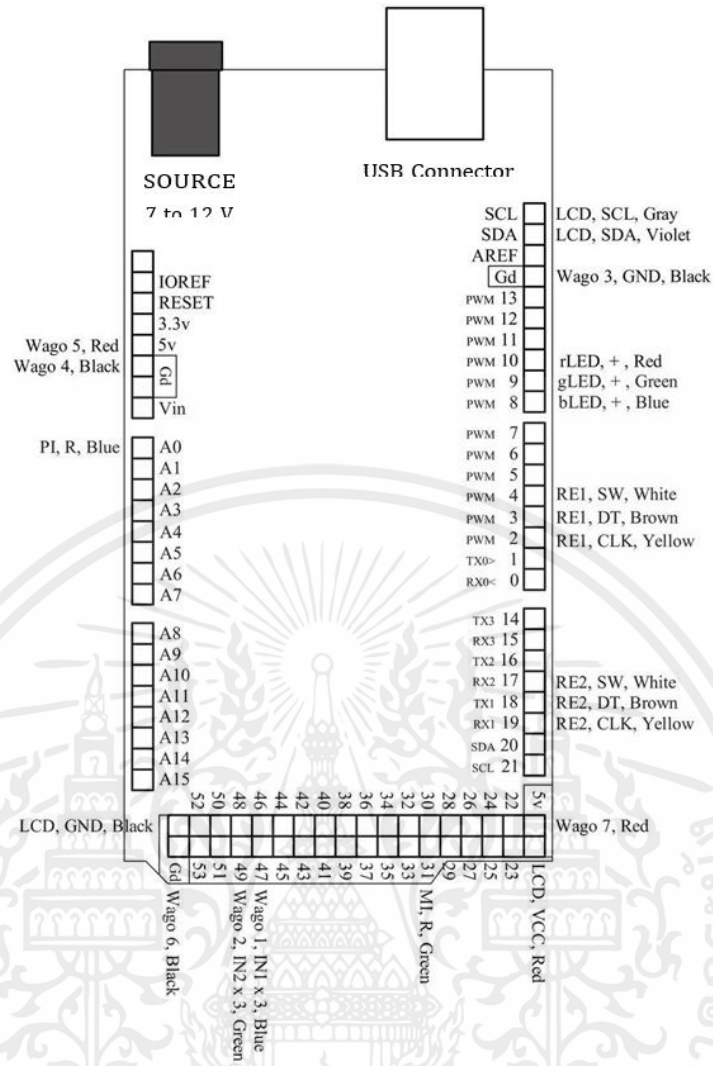 SOURCE
7 to 12 V
USB Connector
SCL LCD, SCL, Gray
SDA LCD, SDA, Violet
AREF
Gd Wago 3, GND, Black
PWM 13
PWM 12
PWM 11
PWM 10 rLED, + , Red
PWM 9 gLED, + , Green
PWM 8 bLED, + , Blue
PWM 7
PWM 6
PWM 5
PWM 4 RE1, SW, White
PWM 3 RE1, DT, Brown
PWM 2 RE1, CLK, Yellow
TX0> 1
RX0< 0
TX3 14
RX3 15
TX2 16
RX2 17 RE2, SW, White
TX1 18 RE2, DT, Brown
RX1 19 RE2, CLK, Yellow
SDA 20
SCL 21
IOREF
RESET
3.3v
Wago 5, Red 5v
Wago 4, Black Gd
Vin
PI, R, Blue A0
A1
A2
A3
A4
A5
A6
A7
A8
A9
A10
A11
A12
A13
A14
A15
52 50 48 46 44 42 40 38 36 34 32 30 28 26 24 22 5v
LCD, GND, Black
Wago 7, Red
Gd 53 51 49 47 45 43 41 39 37 35 33 31 29 27 25 23
Wago 6, Black
Wago 2, IN2 x 3, Green
Wago 1, IN1 x 3, Blue
MI, R, Green
LCD, VCC, Red